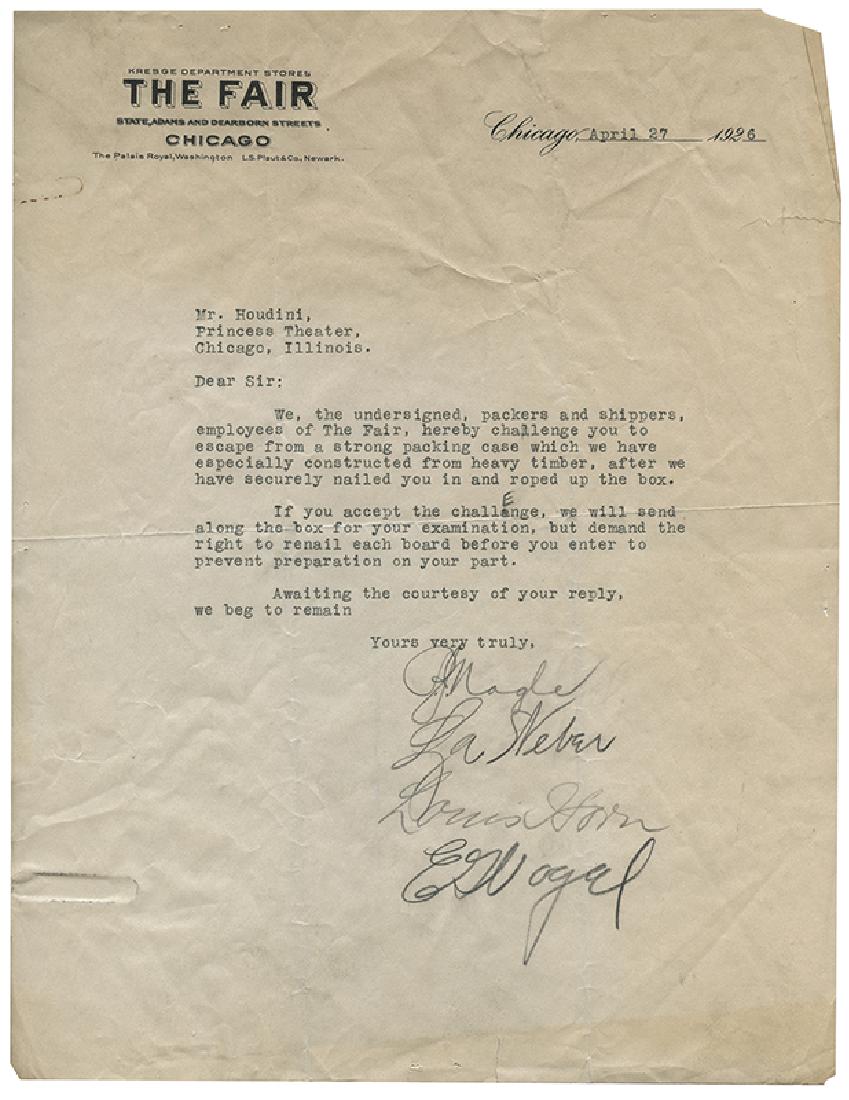 KRESGE DEPARTMENT STORES
THE FAIR
STATE, ADAMS AND DEARBORN STREETS
CHICAGO
The Palais Royal, Washington L.S. Plaut & Co., Newark.
Chicago, April 27 1926
Mr. Houdini,
Princess Theater,
Chicago, Illinois.
Dear Sir:
We, the undersigned, packers and shippers,
employees of The Fair, hereby challenge you to
escape from a strong packing case which we have
especially constructed from heavy timber, after we
have securely nailed you in and roped up the box.
If you accept the challEnge, we will send
along the box for your examination, but demand the
right to renail each board before you enter to
prevent preparation on your part.
Awaiting the courtesy of your reply,
we beg to remain
Yours very truly,
La Weber
Louis Horn
E Vogel